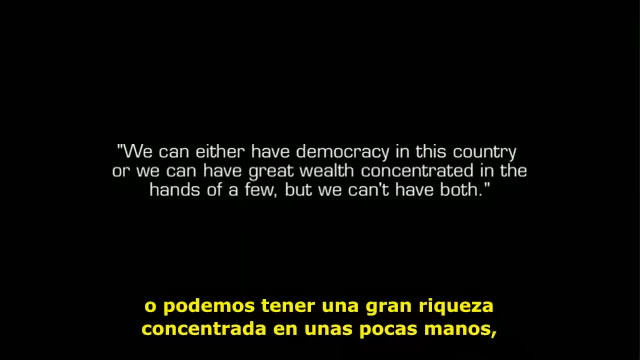 "We can either have democracy in this country
or we can have great wealth concentrated in the
hands of a few, but we can't have both."
o podemos tener una gran riqueza
concentrada en unas pocas manos,